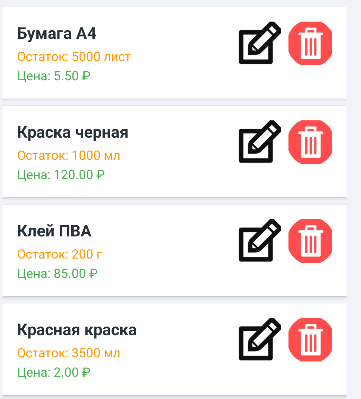 Бумага А4
Остаток: 5000 лист
Цена: 5.50 ₽
Краска черная
Остаток: 1000 мл
Цена: 120.00 ₽
Клей ПВА
Остаток: 200 г
Цена: 85.00 ₽
Красная краска
Остаток: 3500 мл
Цена: 2.00 ₽